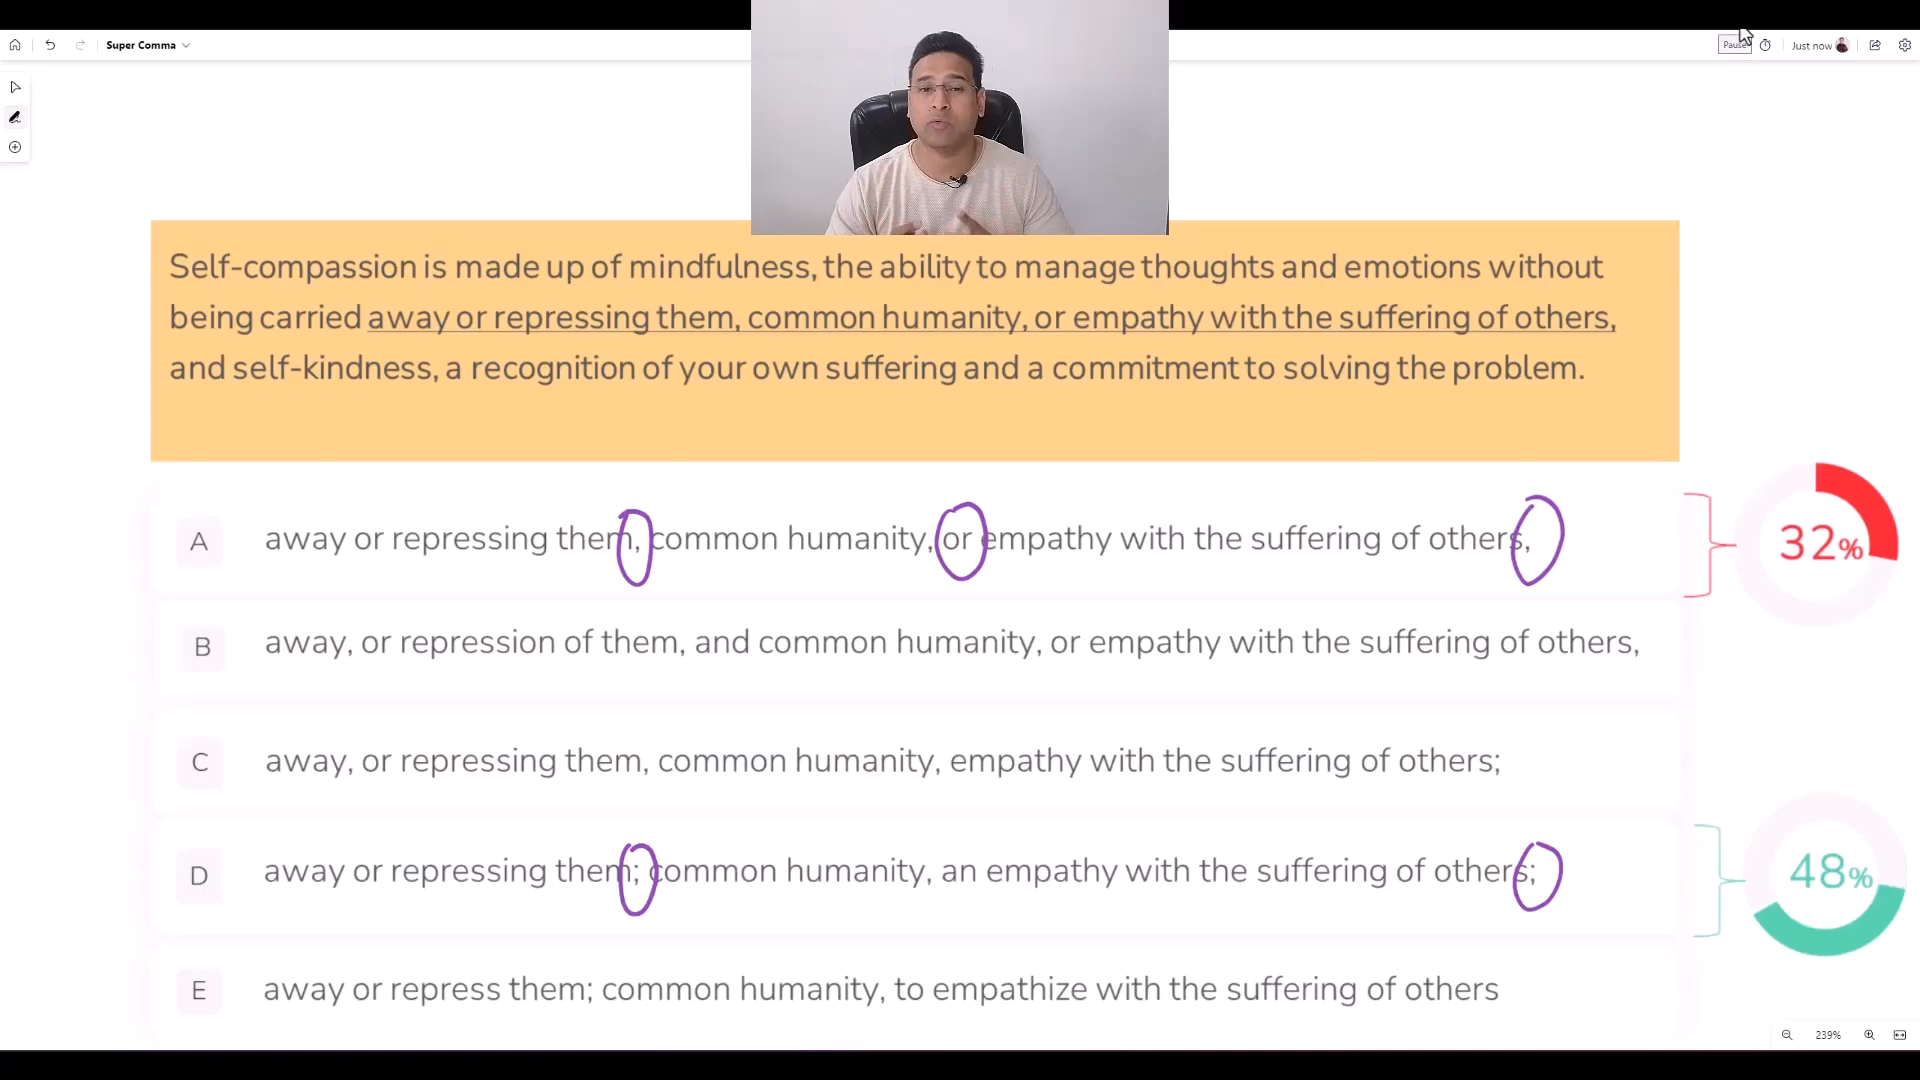 Super Comma
Pause
Just now
Self-compassion is made up of mindfulness, the ability to manage thoughts and emotions without
being carried away or repressing them, common humanity, or empathy with the suffering of others,
and self-kindness, a recognition of your own suffering and a commitment to solving the problem.
A away or repressing them, common humanity, or empathy with the suffering of others,
32%
B away, or repression of them, and common humanity, or empathy with the suffering of others,
C away, or repressing them, common humanity, empathy with the suffering of others;
D away or repressing them; common humanity, an empathy with the suffering of others;
48%
E away or repress them; common humanity, to empathize with the suffering of others
239%